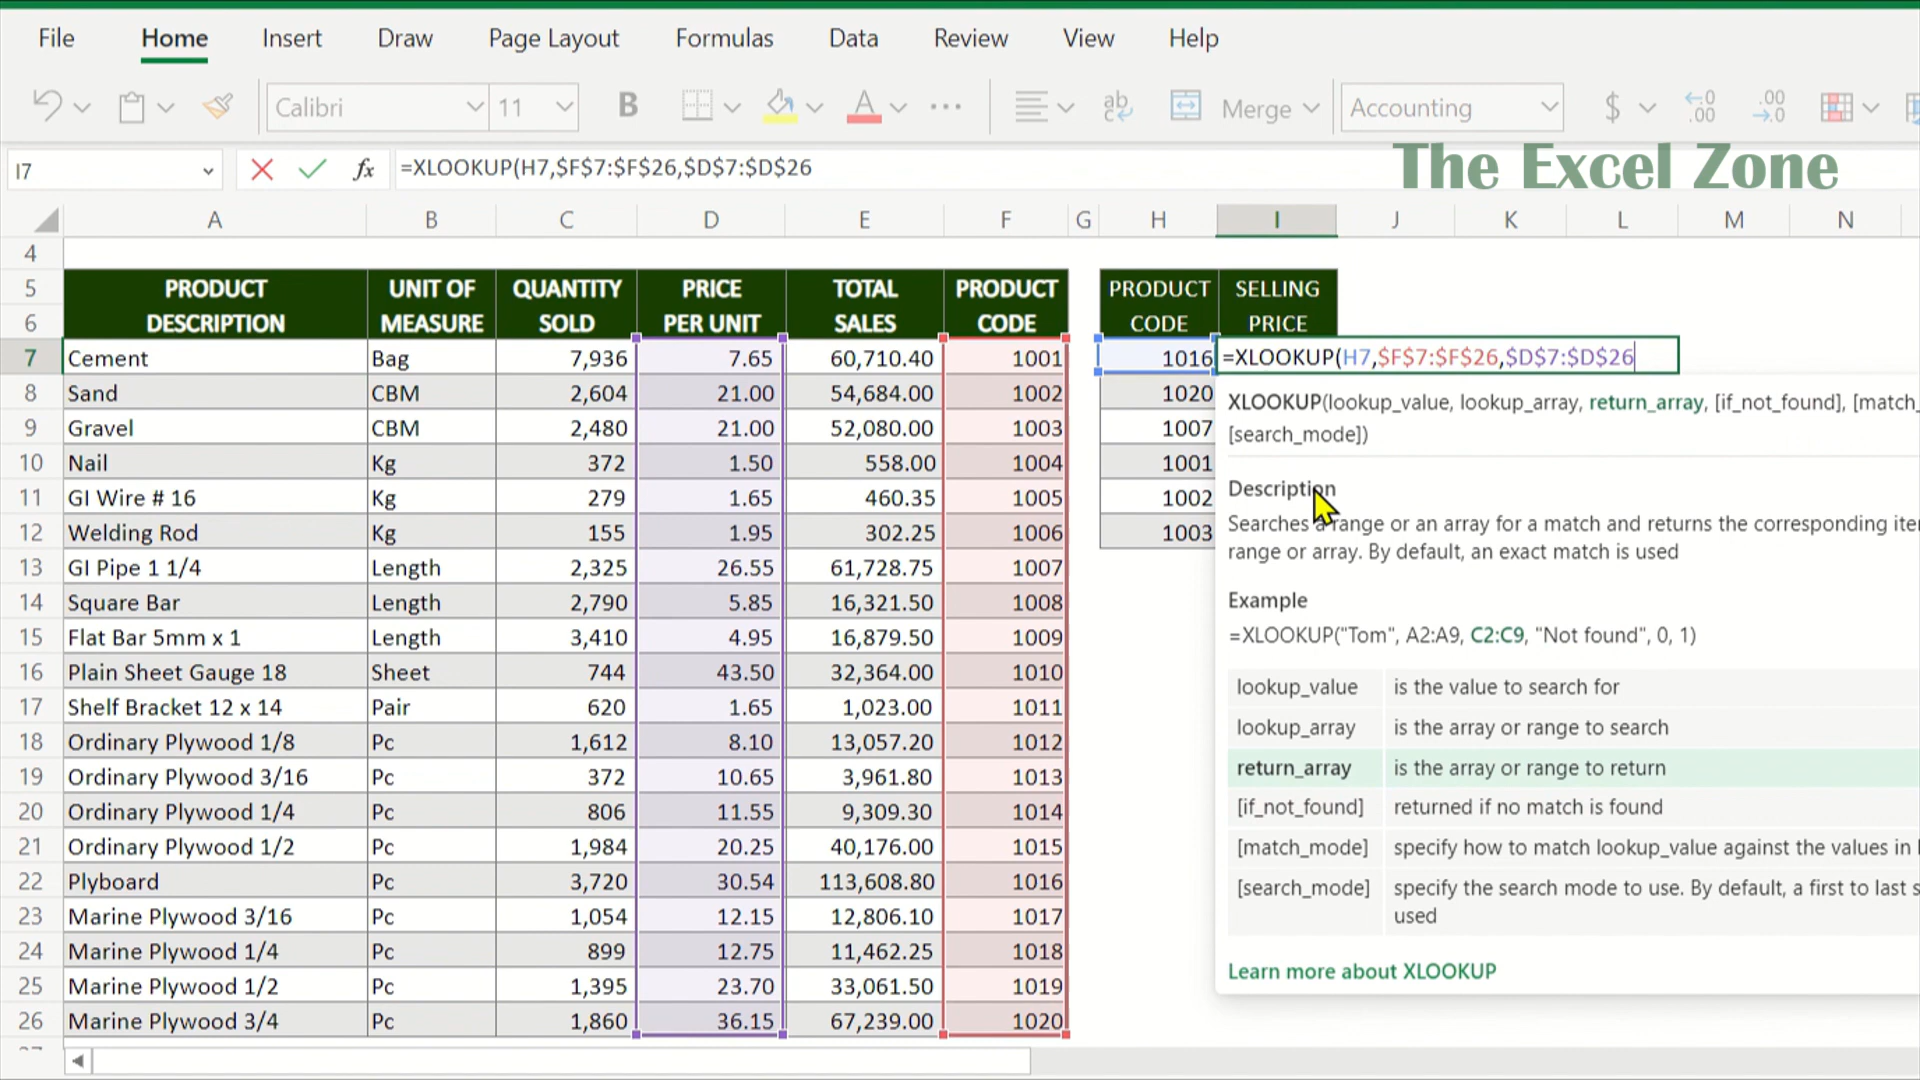 File Home Insert Draw Page Layout Formulas Data Review View Help
Calibri 11 B A ... ab Merge Accounting $ .00
I7 fx =XLOOKUP(H7,$F$7:$F$26,$D$7:$D$26
The Excel Zone
A B C D E F G H I J K L M N
4
5 PRODUCT UNIT OF QUANTITY PRICE TOTAL PRODUCT PRODUCT SELLING
6 DESCRIPTION MEASURE SOLD PER UNIT SALES CODE CODE PRICE
7 Cement Bag 7,936 7.65 60,710.40 1001 1016 =XLOOKUP(H7,$F$7:$F$26,$D$7:$D$26
8 Sand CBM 2,604 21.00 54,684.00 1002 1020
9 Gravel CBM 2,480 21.00 52,080.00 1003 1007
10 Nail Kg 372 1.50 558.00 1004 1001
11 GI Wire # 16 Kg 279 1.65 460.35 1005 1002
12 Welding Rod Kg 155 1.95 302.25 1006 1003
13 GI Pipe 1 1/4 Length 2,325 26.55 61,728.75 1007
14 Square Bar Length 2,790 5.85 16,321.50 1008
15 Flat Bar 5mm x 1 Length 3,410 4.95 16,879.50 1009
16 Plain Sheet Gauge 18 Sheet 744 43.50 32,364.00 1010
17 Shelf Bracket 12 x 14 Pair 620 1.65 1,023.00 1011
18 Ordinary Plywood 1/8 Pc 1,612 8.10 13,057.20 1012
19 Ordinary Plywood 3/16 Pc 372 10.65 3,961.80 1013
20 Ordinary Plywood 1/4 Pc 806 11.55 9,309.30 1014
21 Ordinary Plywood 1/2 Pc 1,984 20.25 40,176.00 1015
22 Plyboard Pc 3,720 30.54 113,608.80 1016
23 Marine Plywood 3/16 Pc 1,054 12.15 12,806.10 1017
24 Marine Plywood 1/4 Pc 899 12.75 11,462.25 1018
25 Marine Plywood 1/2 Pc 1,395 23.70 33,061.50 1019
26 Marine Plywood 3/4 Pc 1,860 36.15 67,239.00 1020
XLOOKUP(lookup_value, lookup_array, return_array, [if_not_found], [match_
[search_mode])
Description
Searches a range or an array for a match and returns the corresponding
range or array. By default, an exact match is used
Example
=XLOOKUP("Tom", A2:A9, C2:C9, "Not found", 0, 1)
lookup_value is the value to search for
lookup_array is the array or range to search
return_array is the array or range to return
[if_not_found] returned if no match is found
[match_mode] specify how to match lookup_value against the values in
[search_mode] specify the search mode to use. By default, a first to last
used
Learn more about XLOOKUP